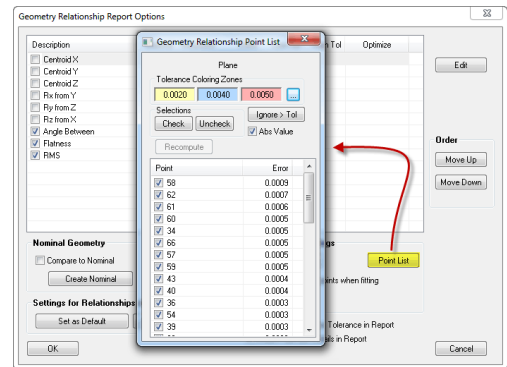 Geometry Relationship Report Options
Description
n Tol
Optimize
Centroid X
Centroid Y
Centroid Z
Rx from Y
Ry from Z
Rz from X
Angle Between
Flatness
RMS
Edit
Order
Move Up
Move Down
Geometry Relationship Point List
Plane
Tolerance Coloring Zones
0.0020 0.0040 0.0050 ...
Selections
Check Uncheck
Ignore > Tol
Abs Value
Recompute
Point Error
58 0.0009
62 0.0007
61 0.0006
60 0.0005
34 0.0005
66 0.0005
57 0.0005
59 0.0005
43 0.0004
40 0.0004
36 0.0003
54 0.0003
39 0.0003
Nominal Geometry
Compare to Nominal
Create Nominal
gs
Point List
ints when fitting
Settings for Relationships
Set as Default
Tolerance in Report
ails in Report
OK
Cancel